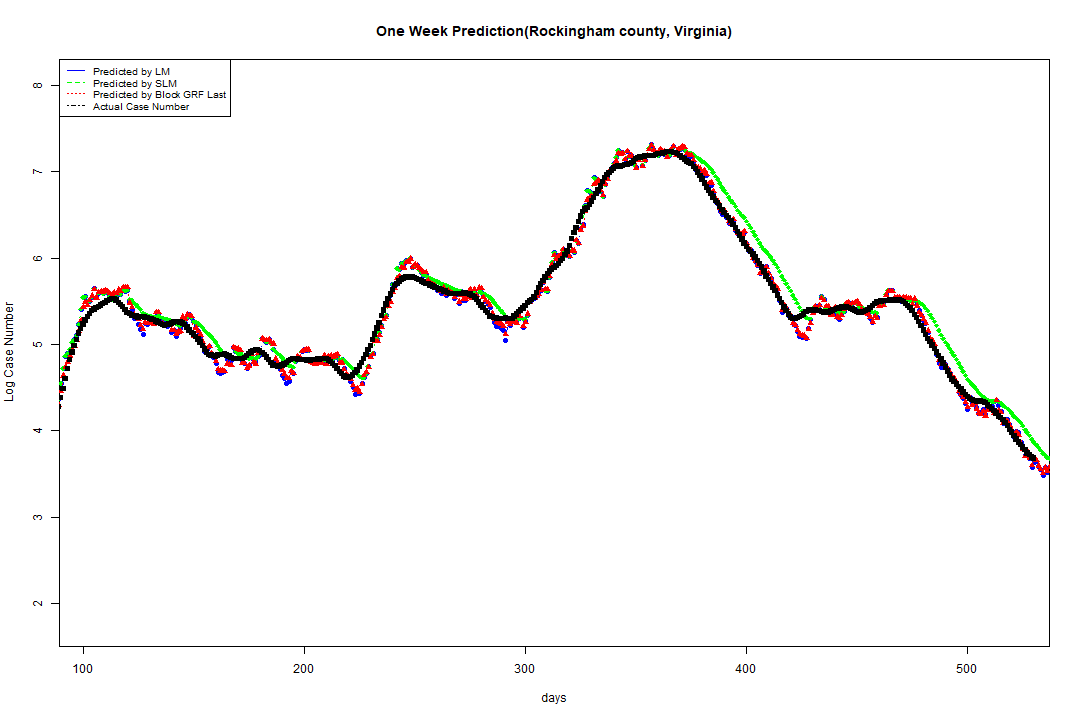 One Week Prediction(Rockingham county, Virginia)
Predicted by LM
Predicted by SLM
Predicted by Block GRF Last
Actual Case Number
8
7
6
5
4
3
2
Log Case Number
100 200 300 400 500
days